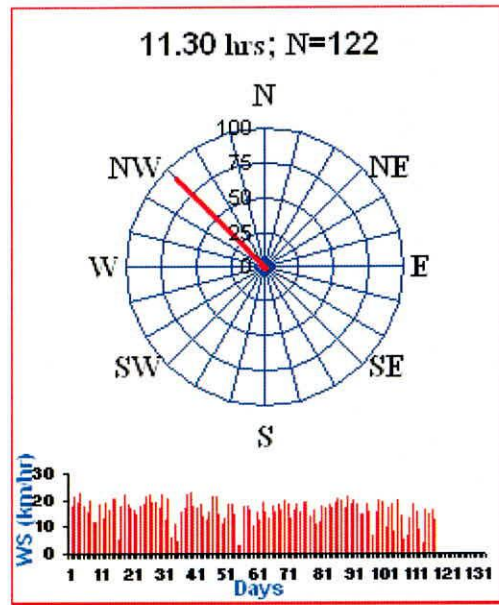 11.30 hrs; N=122
N
100
NW
NE
75
50
25
W
0
E
SW
SE
S
30
20
10
0
WS (km/hr)
1 11 21 31 41 51 61 71 81 91 101 111 121 131
Days